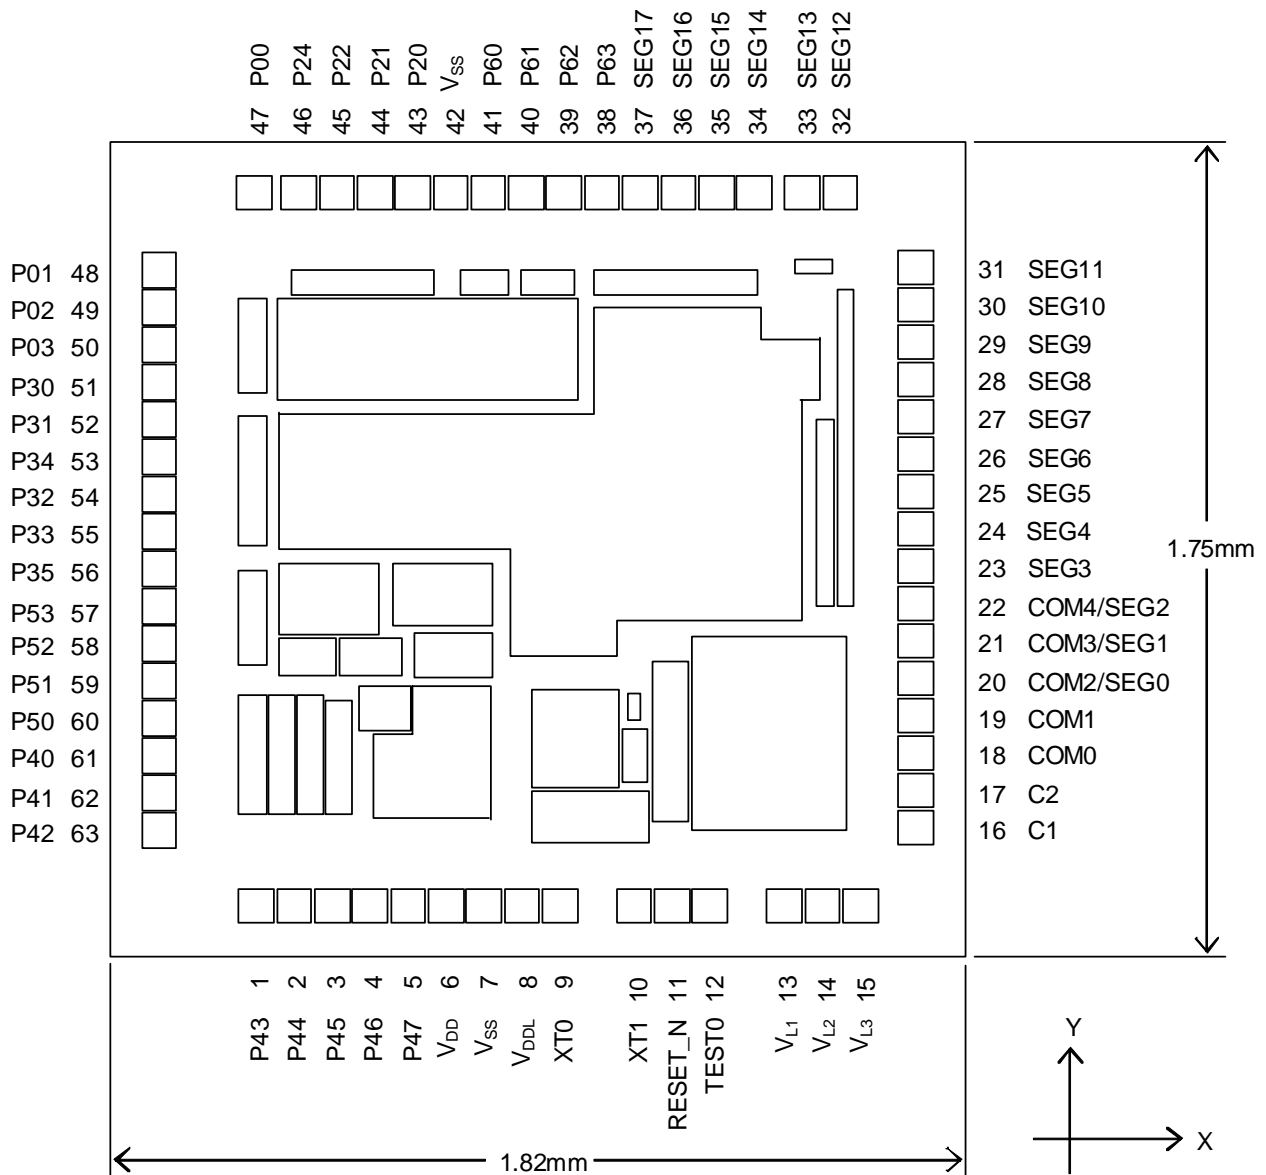 47 P00
46 P24
45 P22
44 P21
43 P20
42 VSS
41 P60
40 P61
39 P62
38 P63
37 SEG17
36 SEG16
35 SEG15
34 SEG14
33 SEG13
32 SEG12
P01 48
P02 49
P03 50
P30 51
P31 52
P34 53
P32 54
P33 55
P35 56
P53 57
P52 58
P51 59
P50 60
P40 61
P41 62
P42 63
31 SEG11
30 SEG10
29 SEG9
28 SEG8
27 SEG7
26 SEG6
25 SEG5
24 SEG4
23 SEG3
22 COM4/SEG2
21 COM3/SEG1
20 COM2/SEG0
19 COM1
18 COM0
17 C2
16 C1
1.75mm
P43 1
P44 2
P45 3
P46 4
P47 5
VDD 6
VSS 7
VDDL 8
XT0 9
XT1 10
RESET_N 11
TEST0 12
VL1 13
VL2 14
VL3 15
Y
X
1.82mm